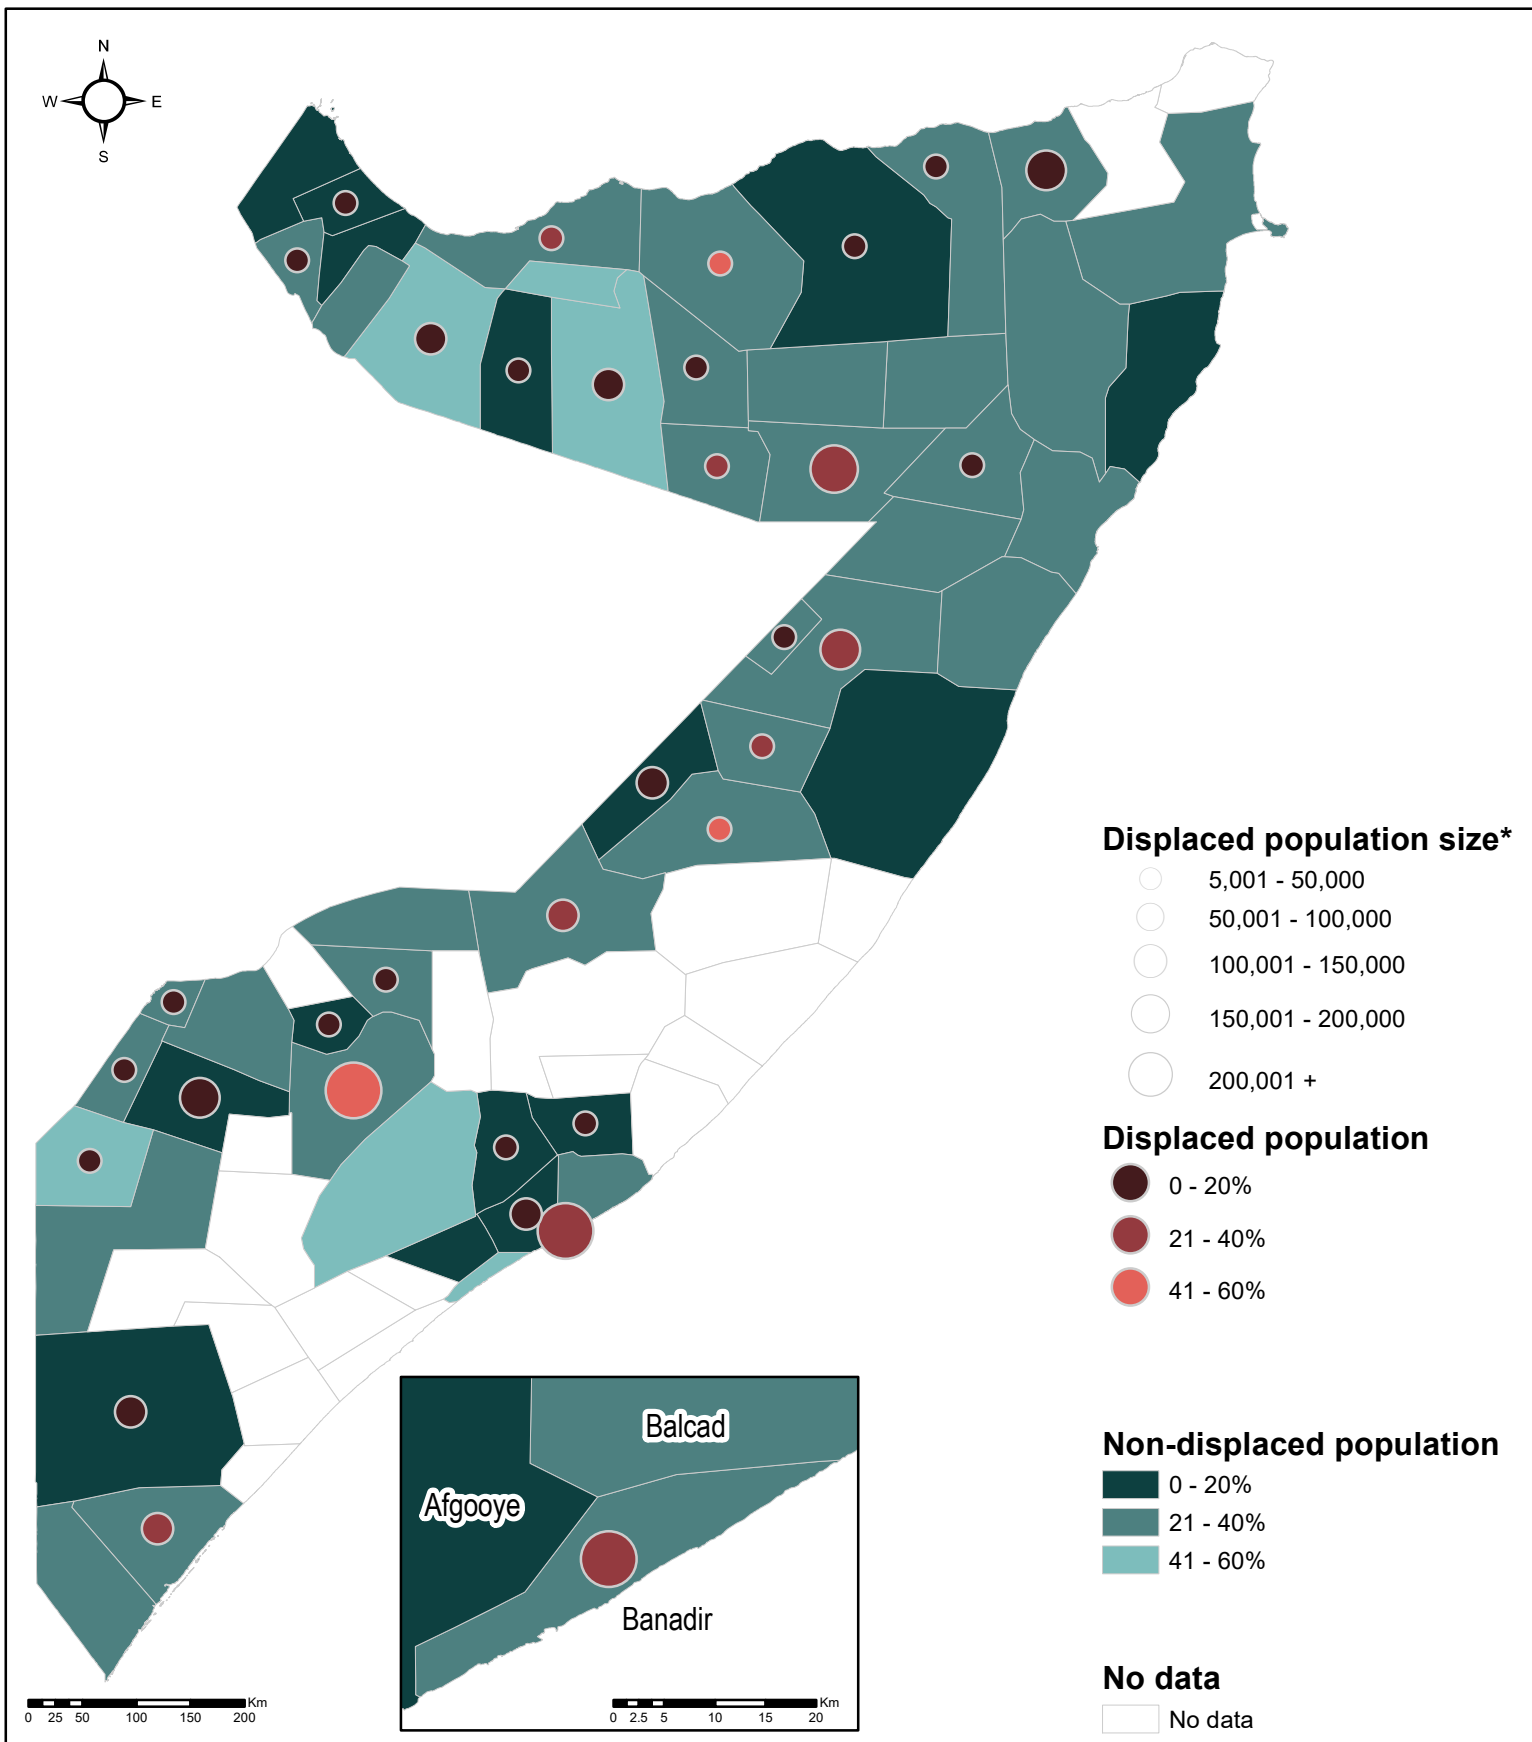 N
W E
S
Displaced population size*
5,001 - 50,000
50,001 - 100,000
100,001 - 150,000
150,001 - 200,000
200,001 +
Displaced population
0 - 20%
21 - 40%
41 - 60%
Non-displaced population
0 - 20%
21 - 40%
41 - 60%
No data
No data
Balcad
Afgooye
Banadir
Km
0 25 50 100 150 200
Km
0 2.5 5 10 15 20